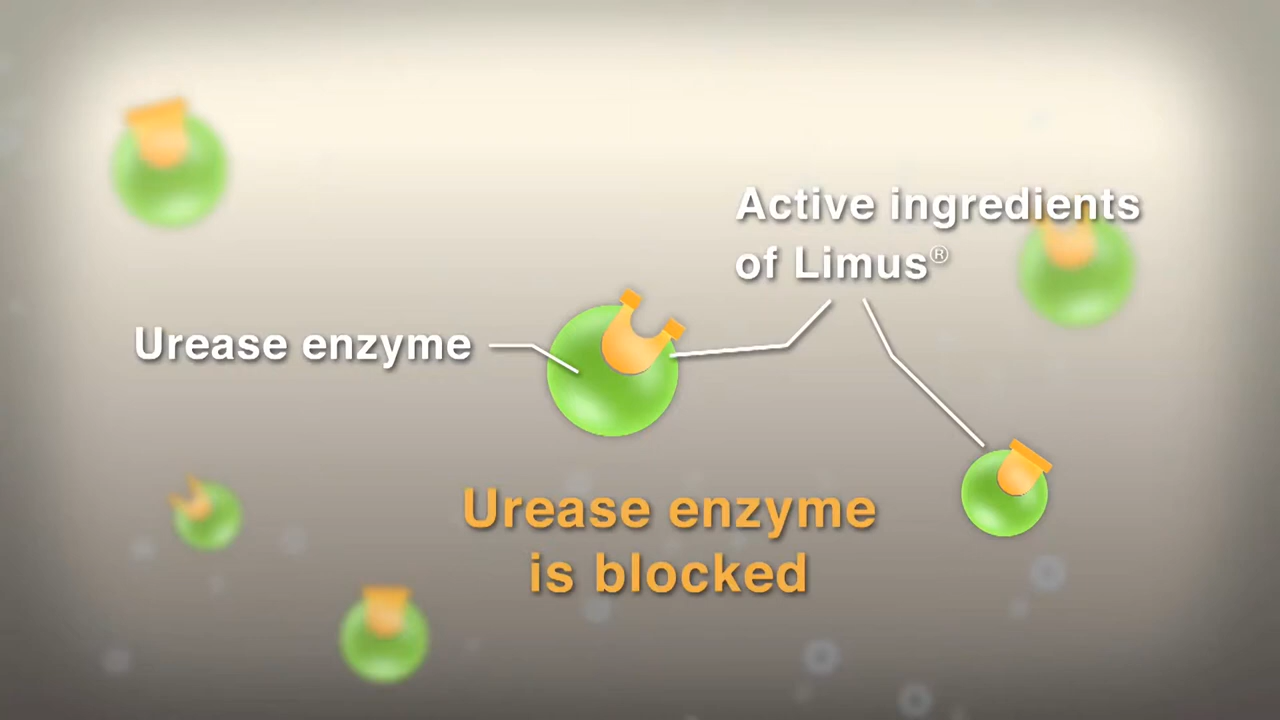 Active ingredients
of Limus®
Urease enzyme
Urease enzyme
is blocked